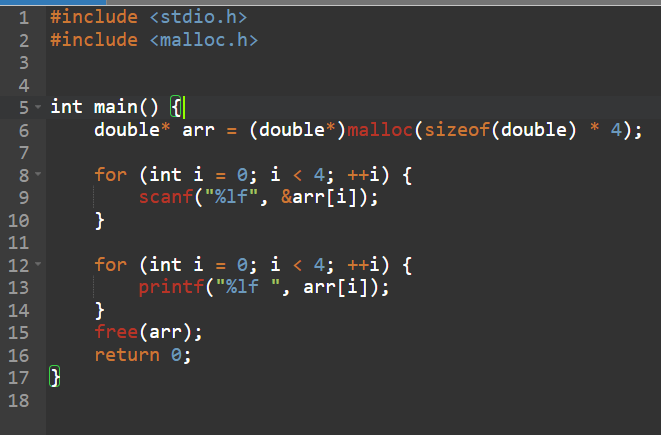 1 #include <stdio.h>
2 #include <malloc.h>
3
4
5 int main() {
6     double* arr = (double*)malloc(sizeof(double) * 4);
7
8     for (int i = 0; i < 4; ++i) {
9         scanf("%lf", &arr[i]);
10     }
11
12     for (int i = 0; i < 4; ++i) {
13         printf("%lf ", arr[i]);
14     }
15     free(arr);
16     return 0;
17 }
18